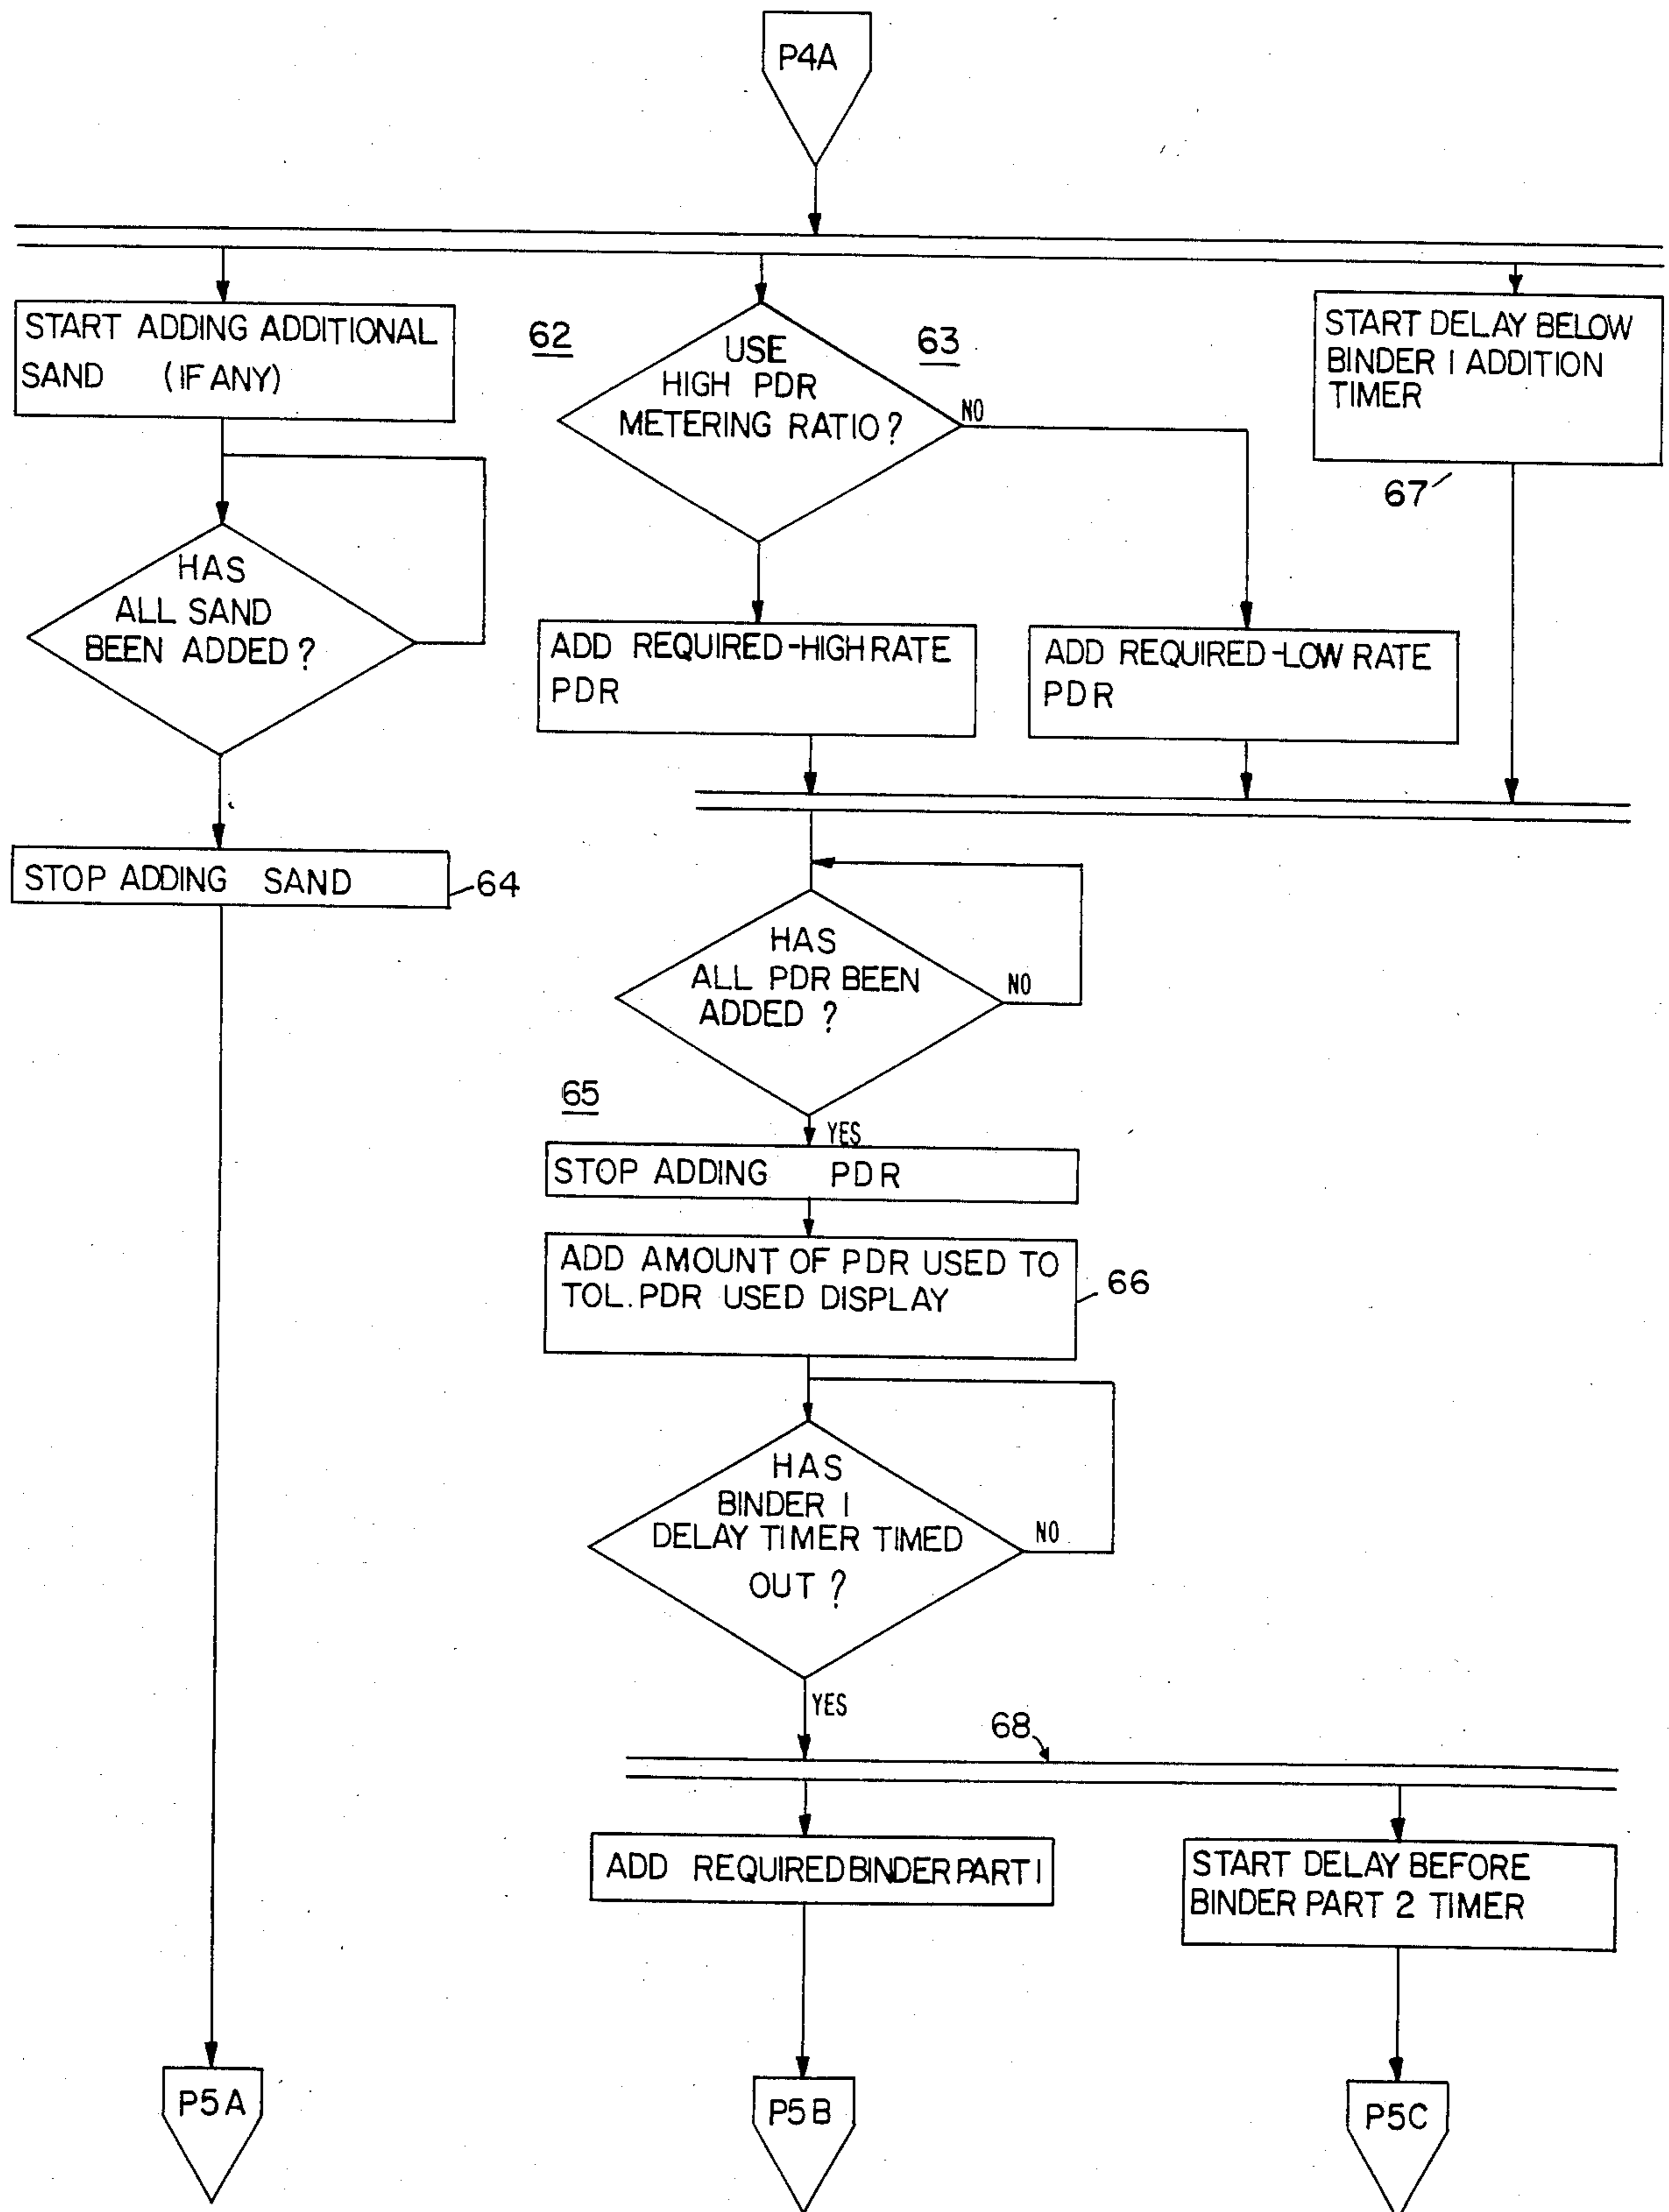 P4A
START ADDING ADDITIONAL
SAND (IF ANY)
62
USE
HIGH PDR
METERING RATIO?
63
NO
START DELAY BELOW
BINDER 1 ADDITION
TIMER
67
HAS
ALL SAND
BEEN ADDED?
ADD REQUIRED-HIGH RATE
PDR
ADD REQUIRED-LOW RATE
PDR
STOP ADDING SAND
64
HAS
ALL PDR BEEN
ADDED ?
NO
65
YES
STOP ADDING PDR
ADD AMOUNT OF PDR USED TO
TOL. PDR USED DISPLAY
66
HAS
BINDER 1
DELAY TIMER TIMED
OUT ?
NO
YES
68
ADD REQUIRED BINDER PART 1
START DELAY BEFORE
BINDER PART 2 TIMER
P5A
P5B
P5C